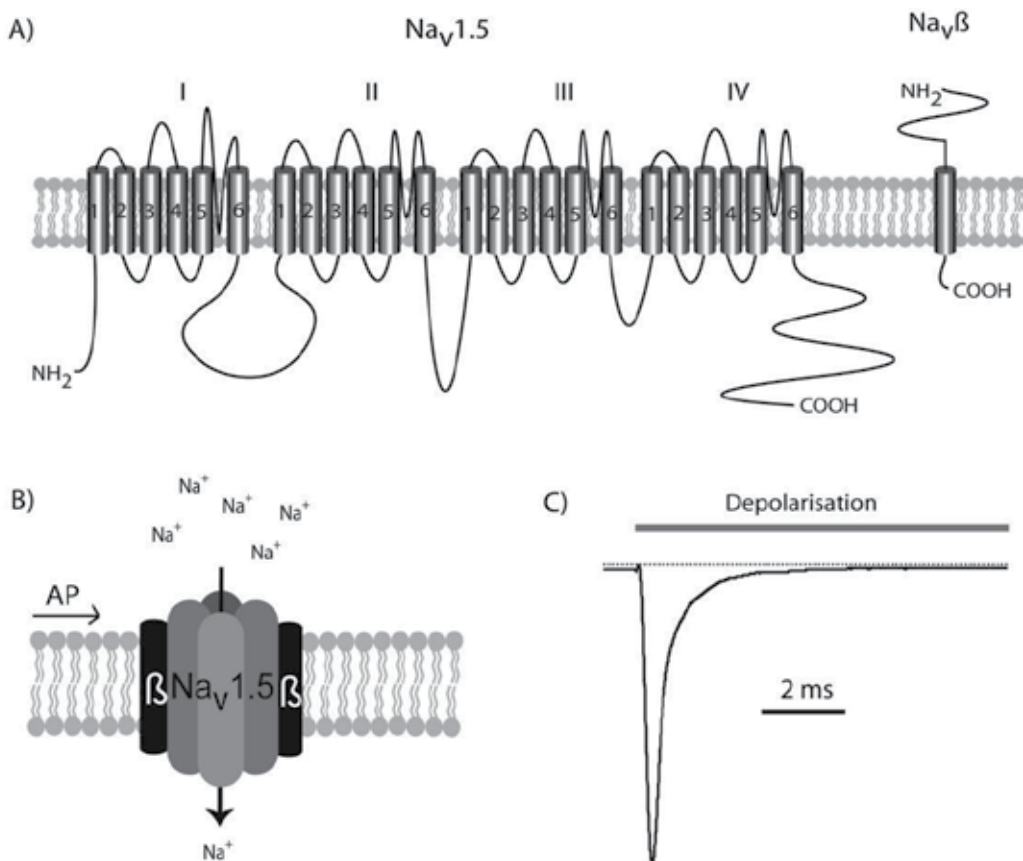 A)
Naᵥ1.5
Naᵥß
I II III IV
NH₂
1 2 3 4 5 6 1 2 3 4 5 6 1 2 3 4 5 6 1 2 3 4 5 6
COOH
NH₂
COOH
B)
Na⁺
Na⁺
Na⁺
Na⁺
Na⁺
AP
ß Naᵥ1.5 ß
Na⁺
C)
Depolarisation
2 ms